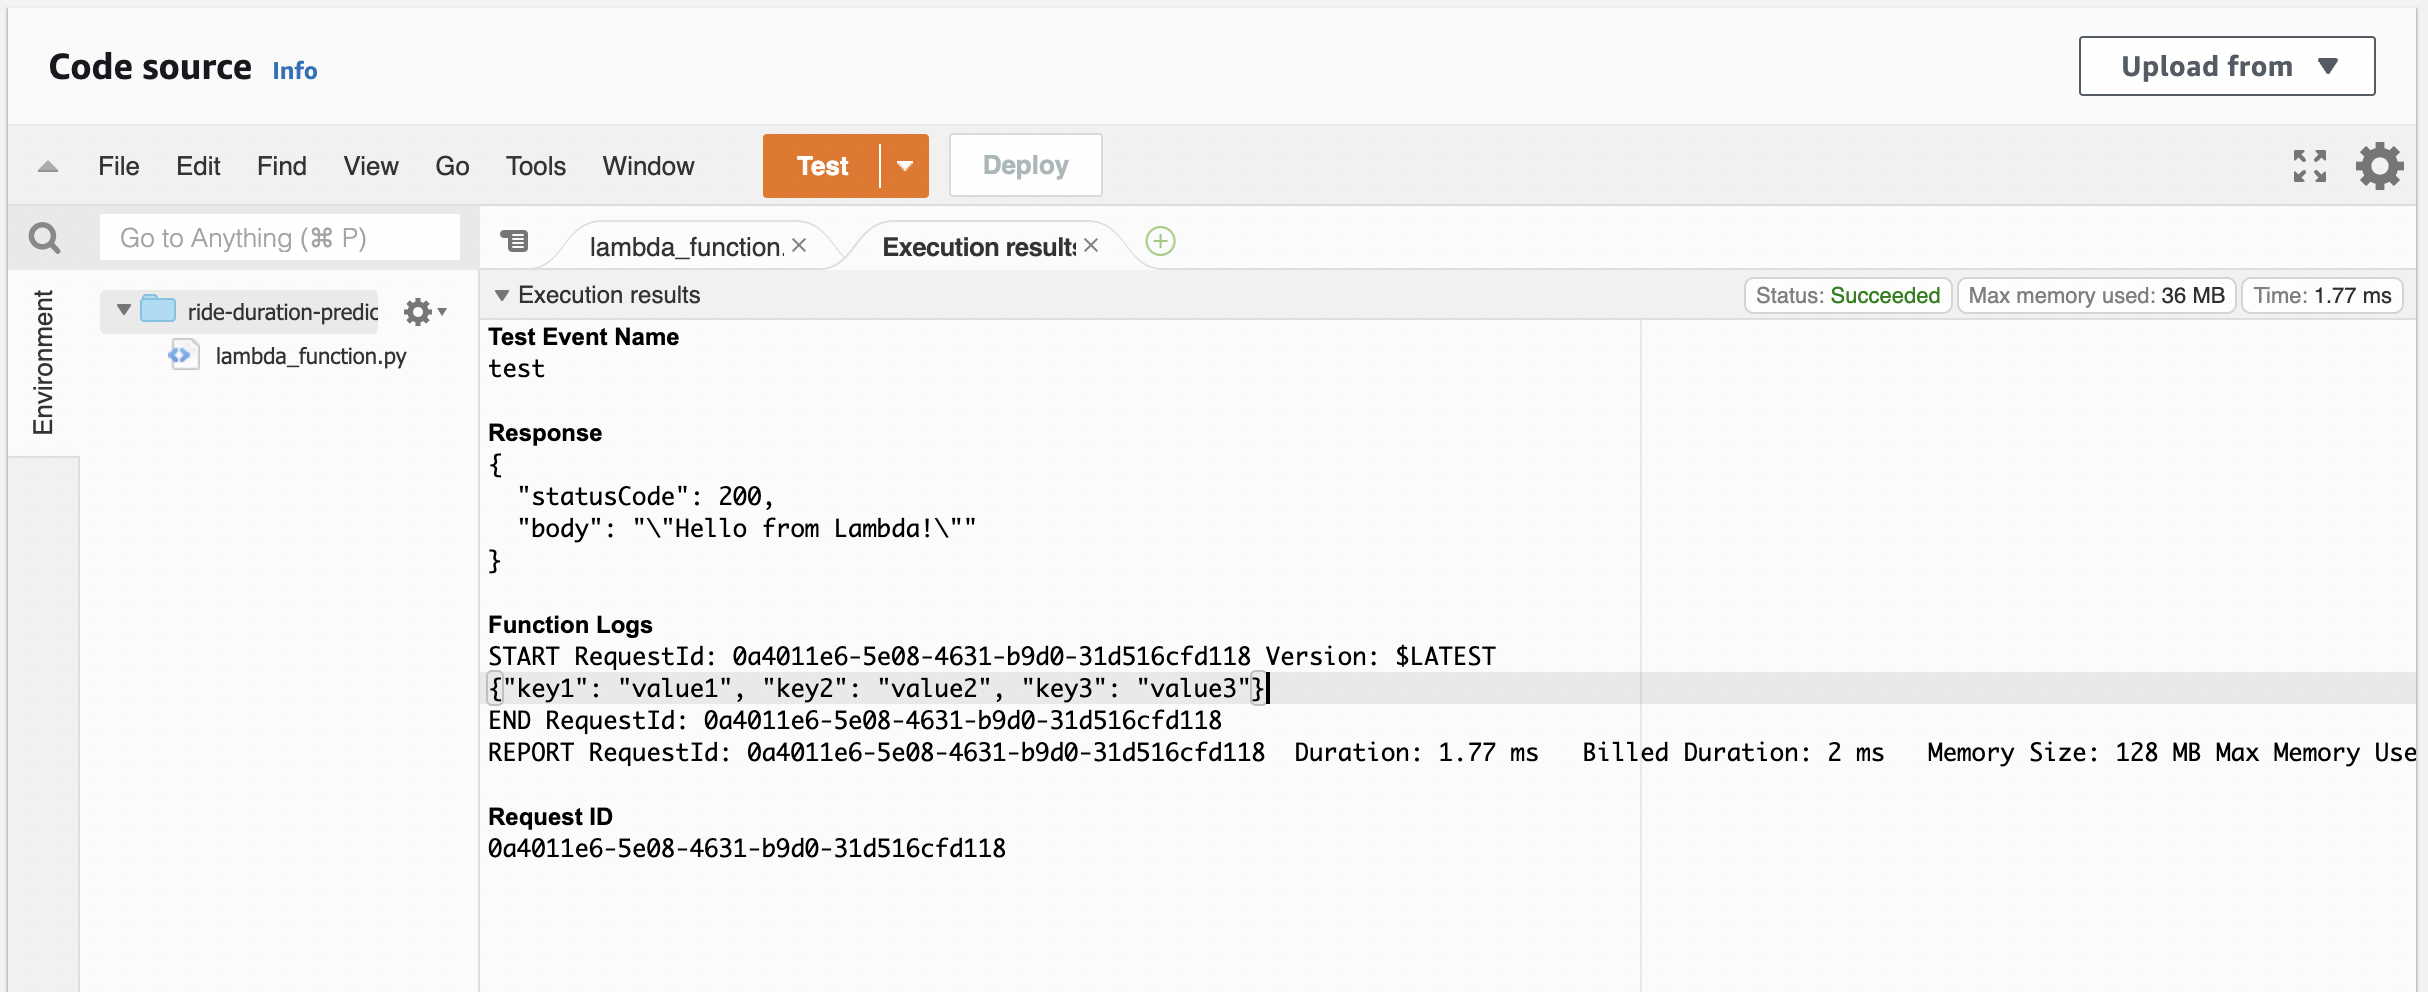 Code source Info
Upload from
File Edit Find View Go Tools Window Test Deploy
Go to Anything (⌘ P)
lambda_function. Execution results
Environment
ride-duration-predic
lambda_function.py
Execution results
Status: Succeeded Max memory used: 36 MB Time: 1.77 ms
Test Event Name
test
Response
{
"statusCode": 200,
"body": "\"Hello from Lambda!\""
}
Function Logs
START RequestId: 0a4011e6-5e08-4631-b9d0-31d516cfd118 Version: $LATEST
{"key1": "value1", "key2": "value2", "key3": "value3"}
END RequestId: 0a4011e6-5e08-4631-b9d0-31d516cfd118
REPORT RequestId: 0a4011e6-5e08-4631-b9d0-31d516cfd118 Duration: 1.77 ms Billed Duration: 2 ms Memory Size: 128 MB Max Memory Use
Request ID
0a4011e6-5e08-4631-b9d0-31d516cfd118